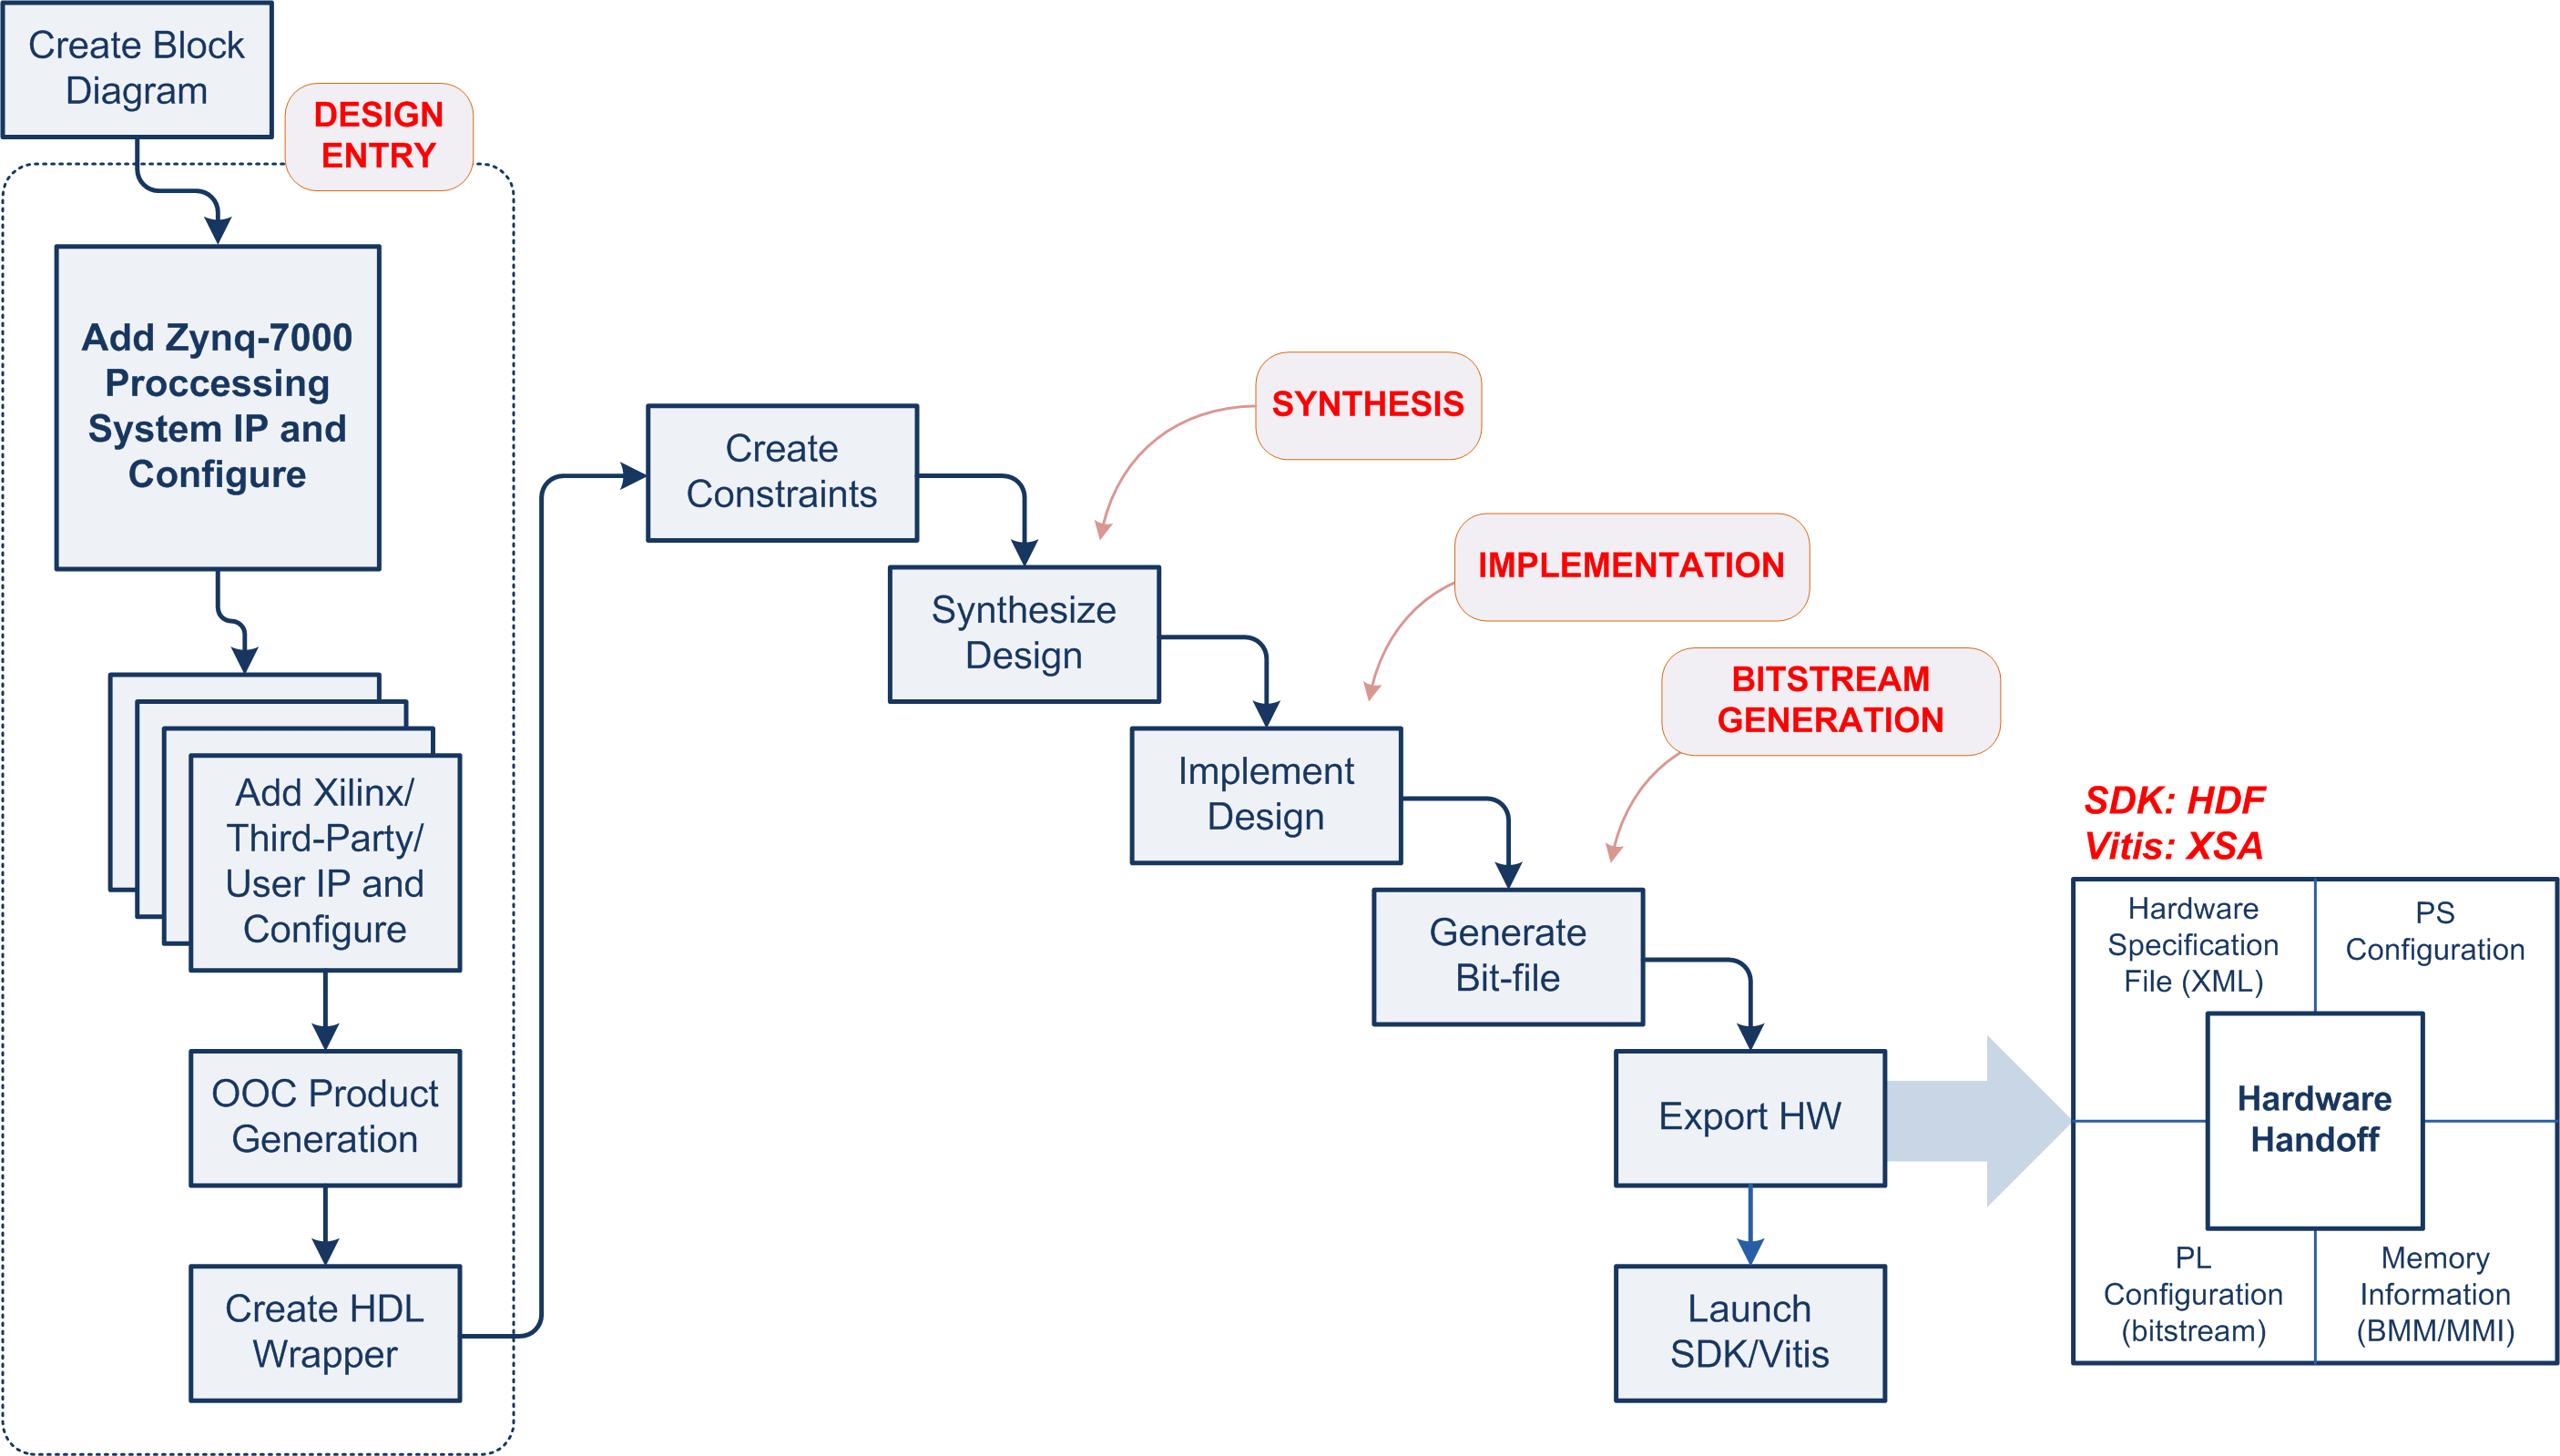 Create Block
Diagram
DESIGN
ENTRY
Add Zynq-7000
Proccessing
System IP and
Configure
Add Xilinx/
Third-Party/
User IP and
Configure
OOC Product
Generation
Create HDL
Wrapper
Create
Constraints
SYNTHESIS
Synthesize
Design
IMPLEMENTATION
Implement
Design
BITSTREAM
GENERATION
Generate
Bit-file
Export HW
Launch
SDK/Vitis
SDK: HDF
Vitis: XSA
Hardware
Specification
File (XML)
PS
Configuration
Hardware
Handoff
PL
Configuration
(bitstream)
Memory
Information
(BMM/MMI)